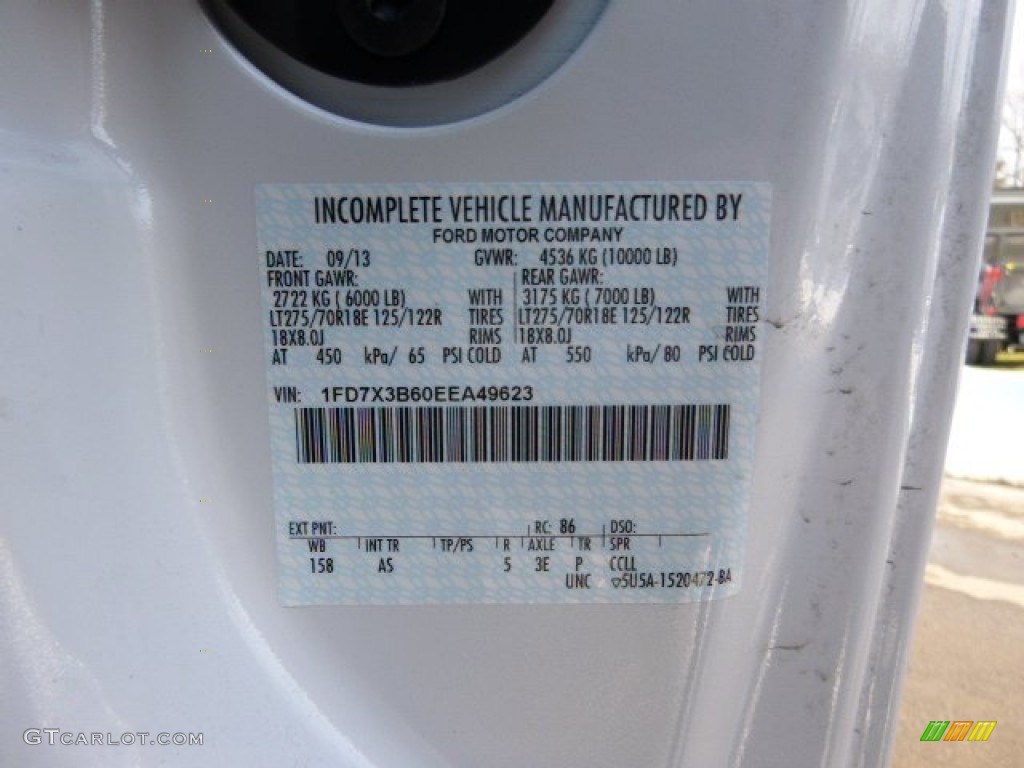 INCOMPLETE VEHICLE MANUFACTURED BY
FORD MOTOR COMPANY
DATE: 09/13 GVWR: 4536 KG (10000 LB)
FRONT GAWR: REAR GAWR:
2722 KG ( 6000 LB) WITH 3175 KG ( 7000 LB) WITH
LT275/70R18E 125/122R TIRES LT275/70R18E 125/122R TIRES
18X8.0J RIMS 18X8.0J RIMS
AT 450 kPa/ 65 PSI COLD AT 550 kPa/ 80 PSI COLD
VIN: 1FD7X3B60EEA49623
EXT PNT: RC: 86 DSO:
WB INT TR TP/PS R AXLE TR SPR
158 AS 5 3E P CCLL
UNC ▽5U5A-1520472-BA
GTCARLOT.COM